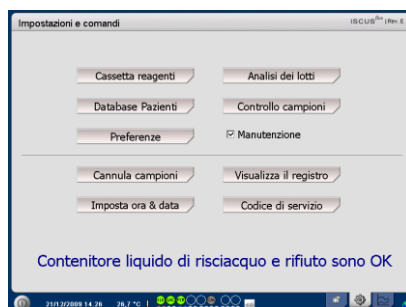 Impostazioni e comandi
ISCUSflex | Rev. E
Cassetta reagenti
Analisi dei lotti
Database Pazienti
Controllo campioni
Preferenze
Manutenzione
Cannula campioni
Visualizza il registro
Imposta ora & data
Codice di servizio
Contenitore liquido di risciacquo e rifiuto sono OK
21/12/2009 14.26 26,7 °C